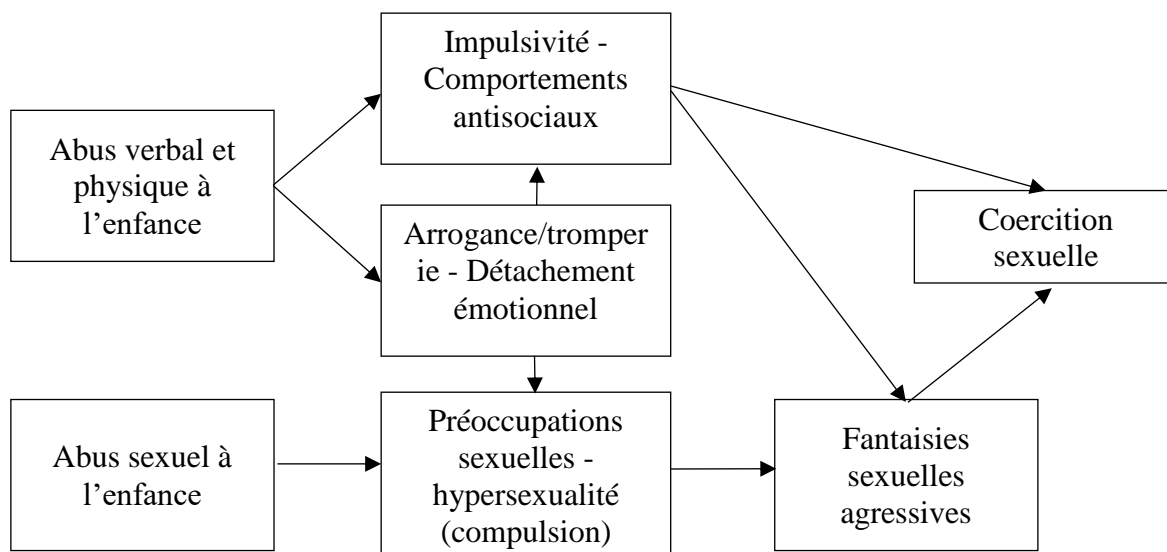 Impulsivité -
Comportements
antisociaux
Abus verbal et
physique à
l’enfance
Arrogance/tromper
ie - Détachement
émotionnel
Coercition
sexuelle
Abus sexuel à
l’enfance
Préoccupations
sexuelles -
hypersexualité
(compulsion)
Fantaisies
sexuelles
agressives